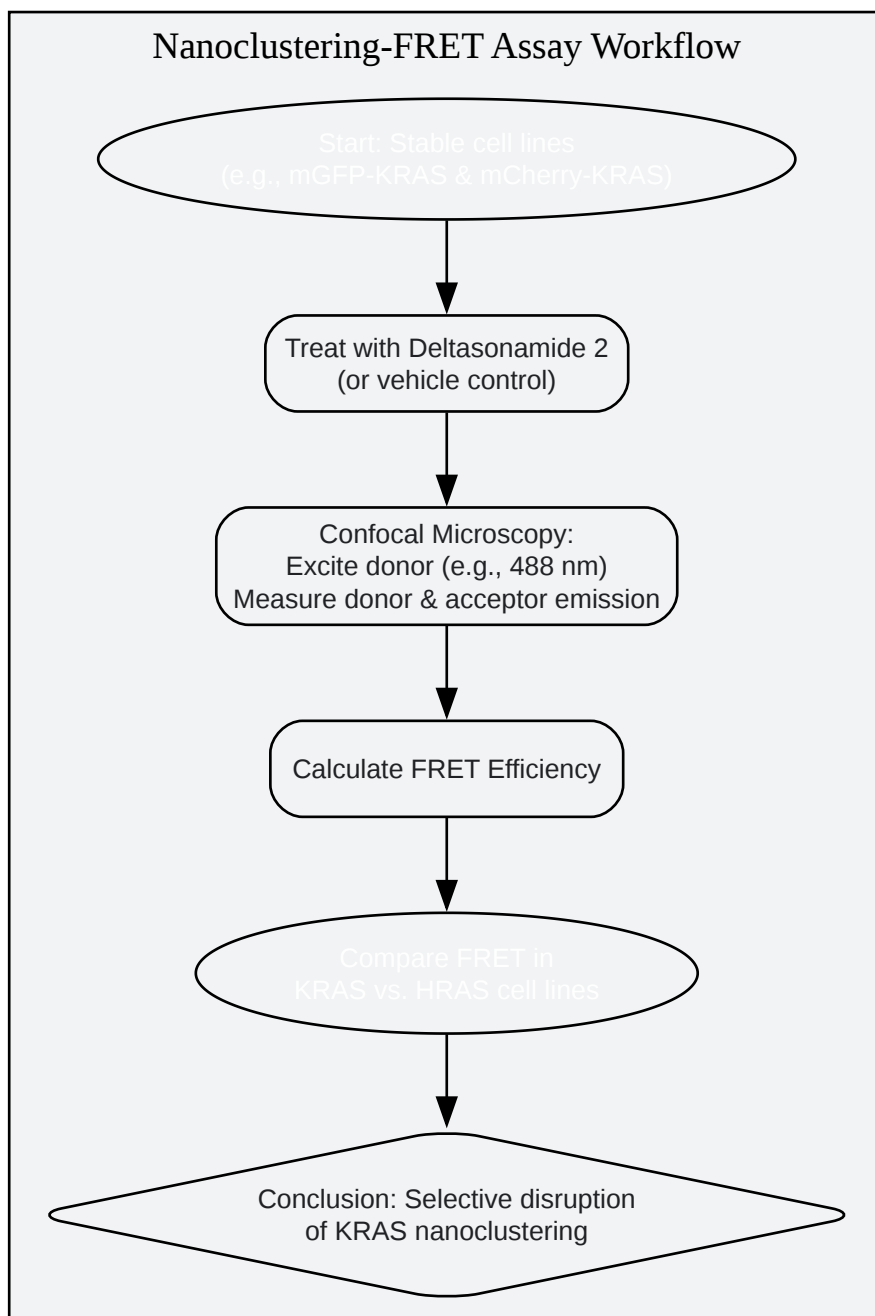 Nanoclustering-FRET Assay Workflow
Start: Stable cell lines
(e.g., mGFP-KRAS & mCherry-KRAS)
Treat with Deltasonamide 2
(or vehicle control)
Confocal Microscopy:
Excite donor (e.g., 488 nm)
Measure donor & acceptor emission
Calculate FRET Efficiency
Compare FRET in
KRAS vs. HRAS cell lines
Conclusion: Selective disruption
of KRAS nanoclustering